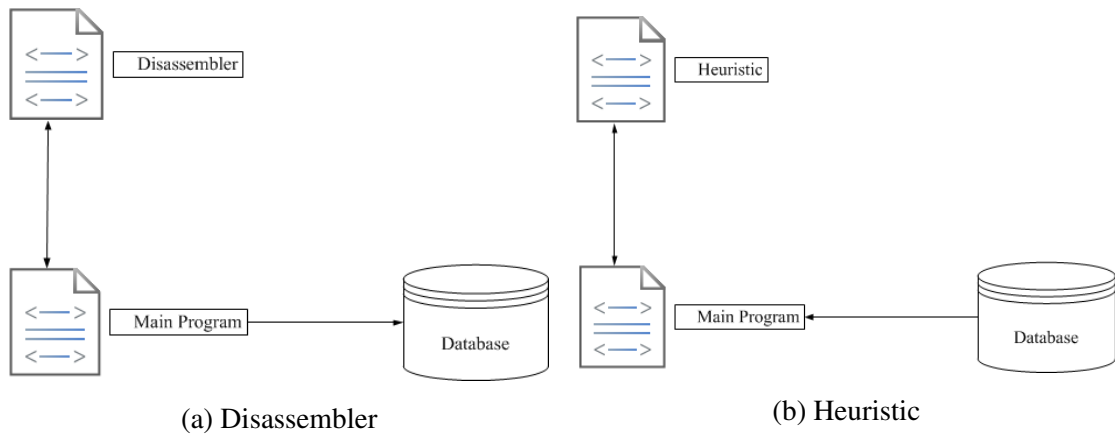 Disassembler
Main Program
Database
(a) Disassembler
Heuristic
Main Program
Database
(b) Heuristic